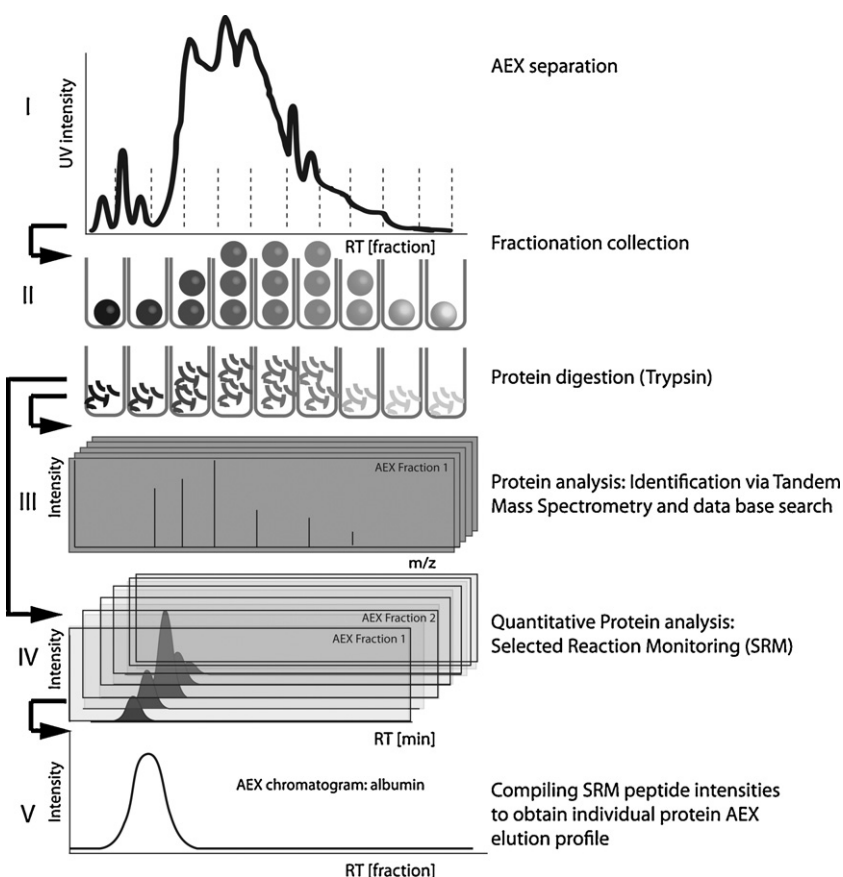 I
UV intensity
AEX separation
RT [fraction]
Fractionation collection
II
Protein digestion (Trypsin)
III
Intensity
AEX Fraction 1
Protein analysis: Identification via Tandem
Mass Spectrometry and data base search
m/z
IV
Intensity
AEX Fraction 2
AEX Fraction 1
Quantitative Protein analysis:
Selected Reaction Monitoring (SRM)
RT [min]
V
Intensity
AEX chromatogram: albumin
Compiling SRM peptide intensities
to obtain individual protein AEX
elution profile
RT [fraction]